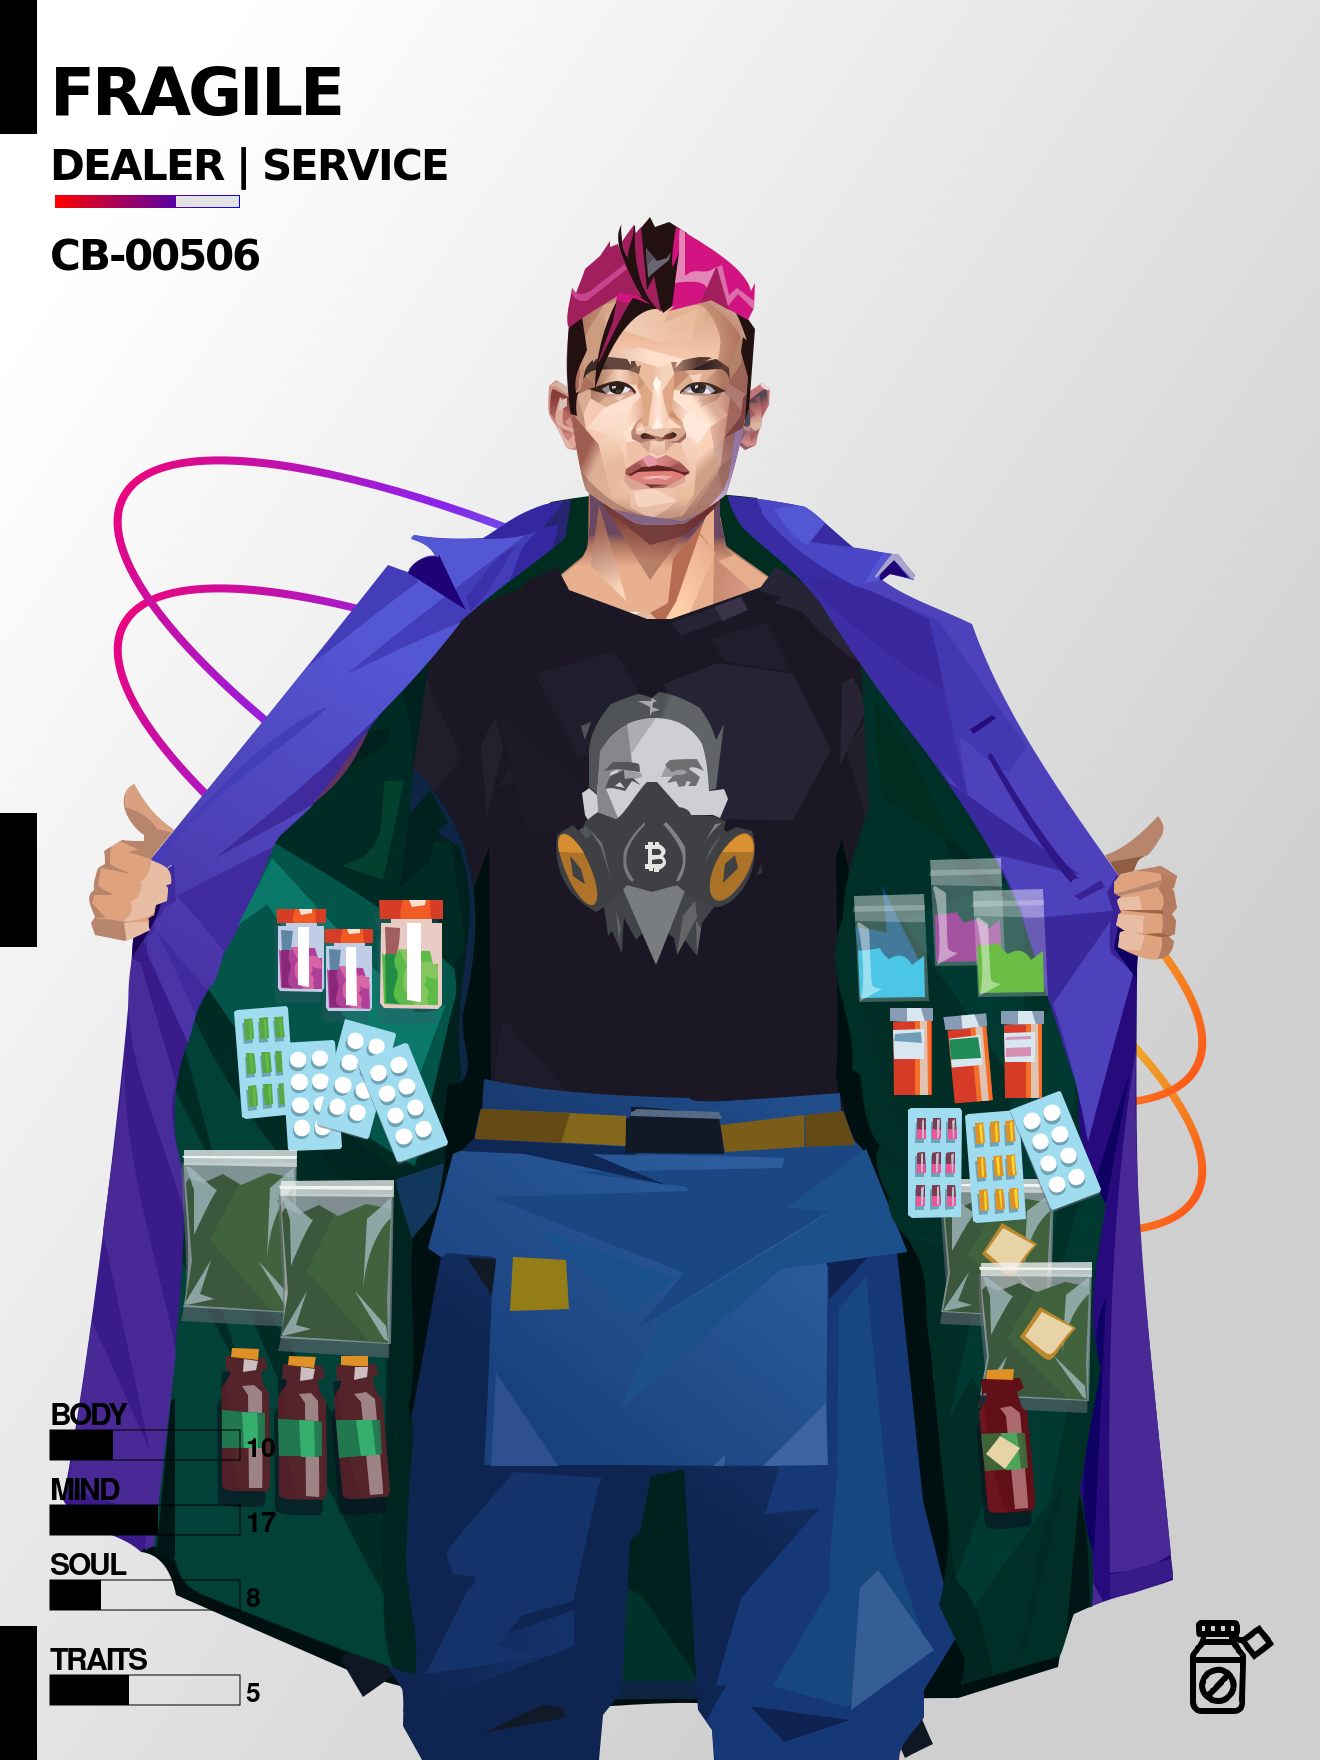 FRAGILE
DEALER | SERVICE
CB-00506
BODY
10
MIND
17
SOUL
8
TRAITS
5